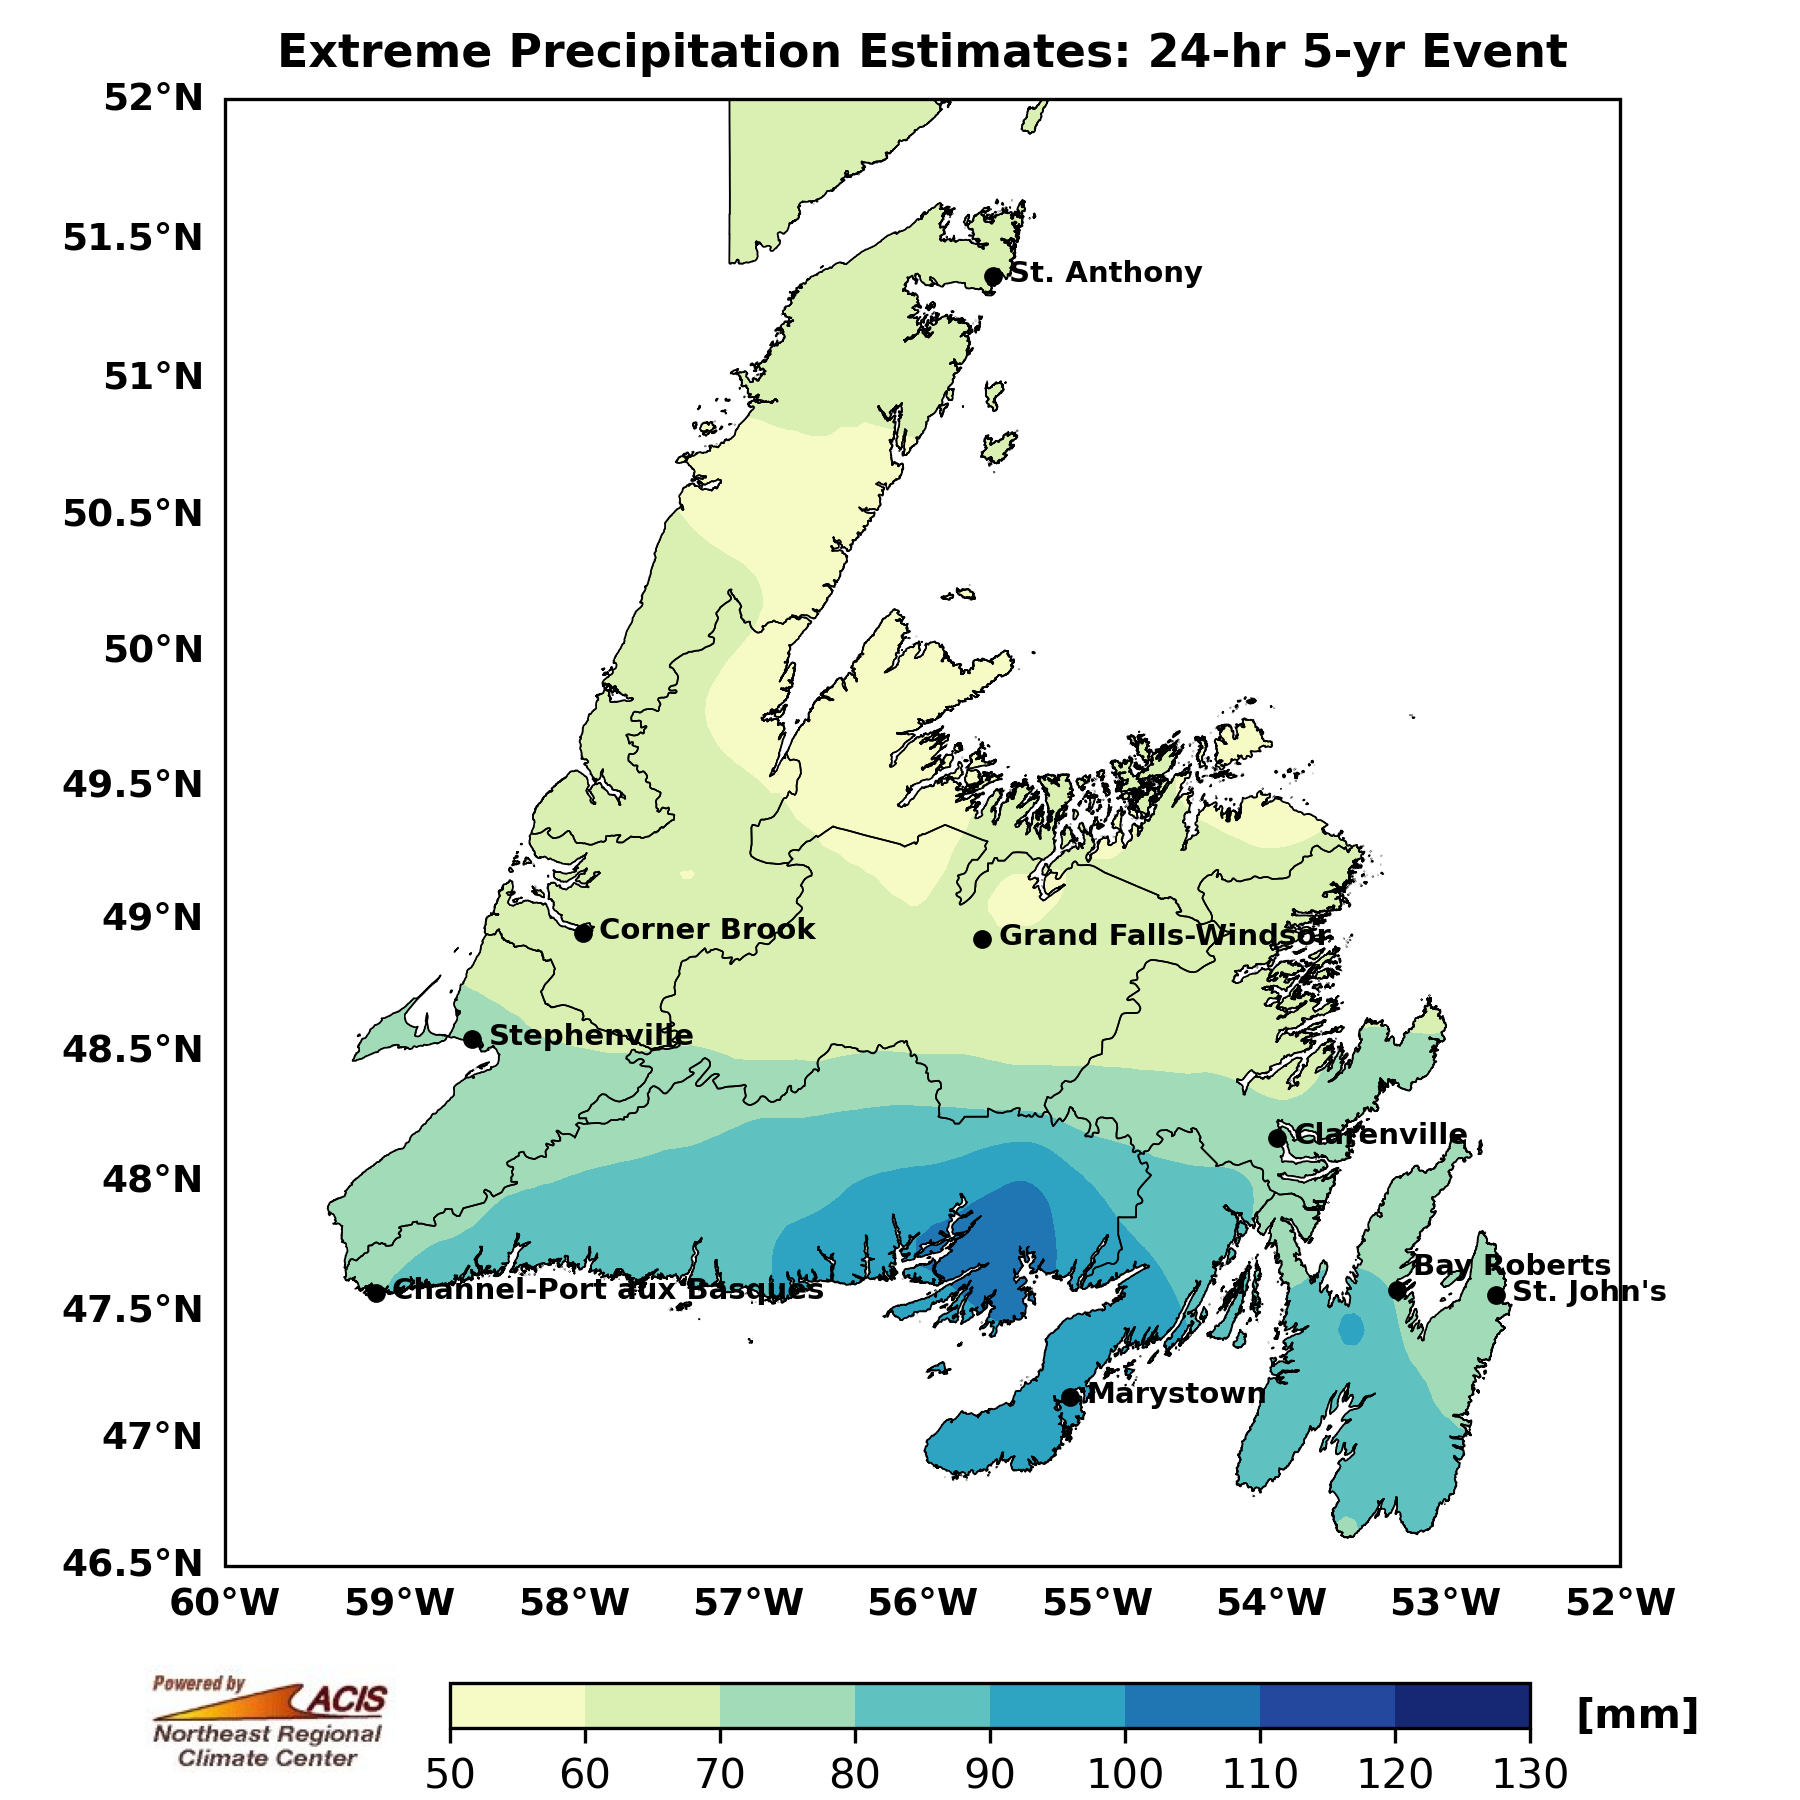 Extreme Precipitation Estimates: 24-hr 5-yr Event
52°N
51.5°N
St. Anthony
51°N
50.5°N
50°N
49.5°N
49°N
Corner Brook
Grand Falls-Windsor
48.5°N
Stephenville
Clarenville
48°N
Bay Roberts
47.5°N
Channel-Port aux Basques
St. John's
Marystown
47°N
46.5°N
60°W 59°W 58°W 57°W 56°W 55°W 54°W 53°W 52°W
Powered by
ACIS
Northeast Regional
Climate Center
[mm]
50 60 70 80 90 100 110 120 130